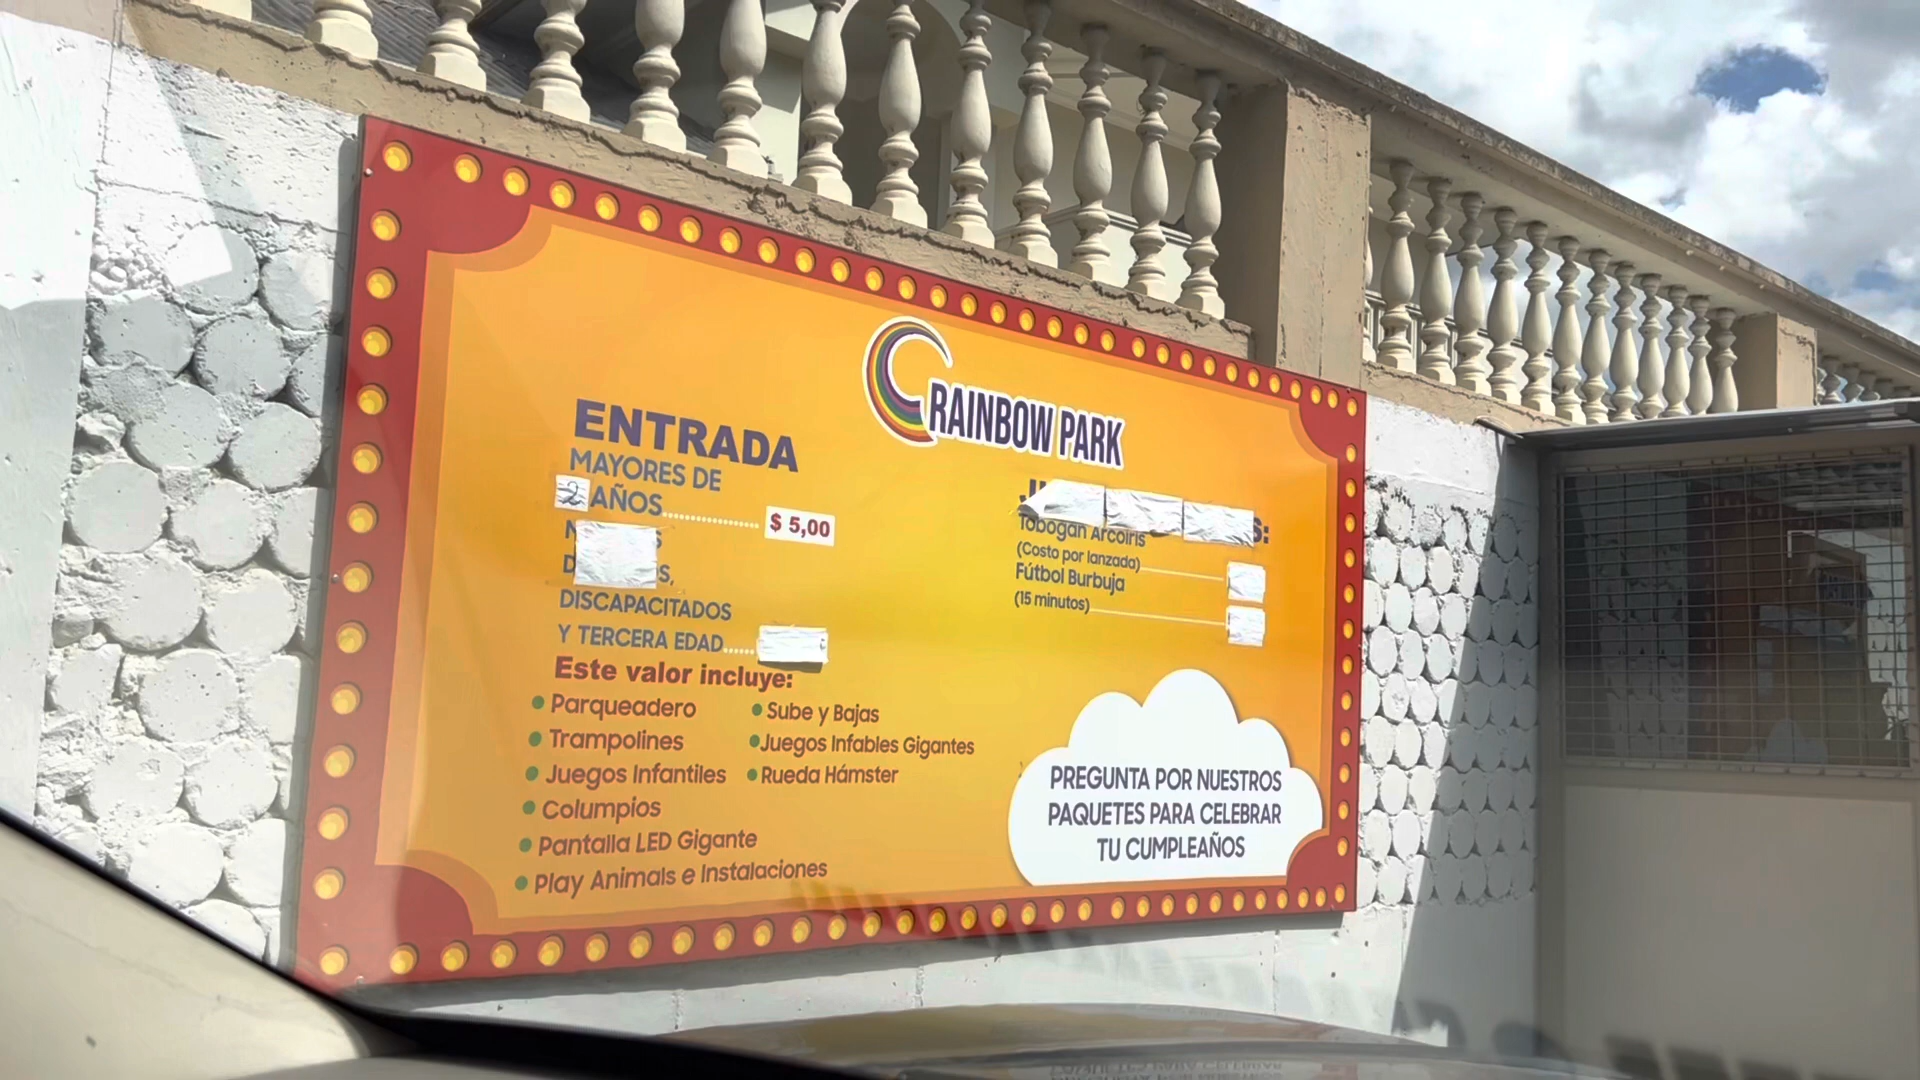 RAINBOW PARK
ENTRADA
MAYORES DE
2 AÑOS.............. $ 5,00
DISCAPACITADOS
Y TERCERA EDAD......
Este valor incluye:
• Parqueadero
• Trampolines
• Juegos Infantiles
• Columpios
• Pantalla LED Gigante
• Play Animals e Instalaciones
• Sube y Bajas
• Juegos Infables Gigantes
• Rueda Hámster
Tobogán Arcoiris
(Costo por lanzada)
Fútbol Burbuja
(15 minutos)
PREGUNTA POR NUESTROS
PAQUETES PARA CELEBRAR
TU CUMPLEAÑOS